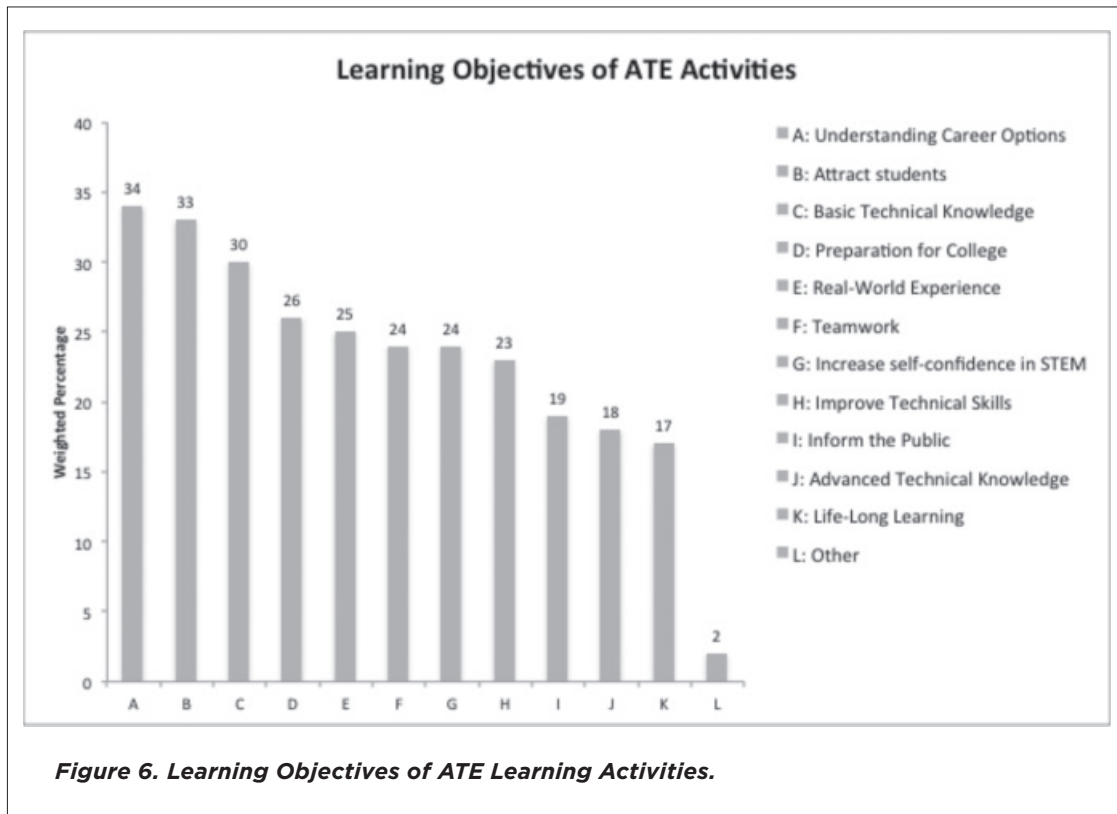 Learning Objectives of ATE Activities
40
35
30
25
20
15
10
5
0
Weighted Percentage
34
33
30
26
25
24
24
23
19
18
17
2
A B C D E F G H I J K L
A: Understanding Career Options
B: Attract students
C: Basic Technical Knowledge
D: Preparation for College
E: Real-World Experience
F: Teamwork
G: Increase self-confidence in STEM
H: Improve Technical Skills
I: Inform the Public
J: Advanced Technical Knowledge
K: Life-Long Learning
L: Other
Figure 6. Learning Objectives of ATE Learning Activities.